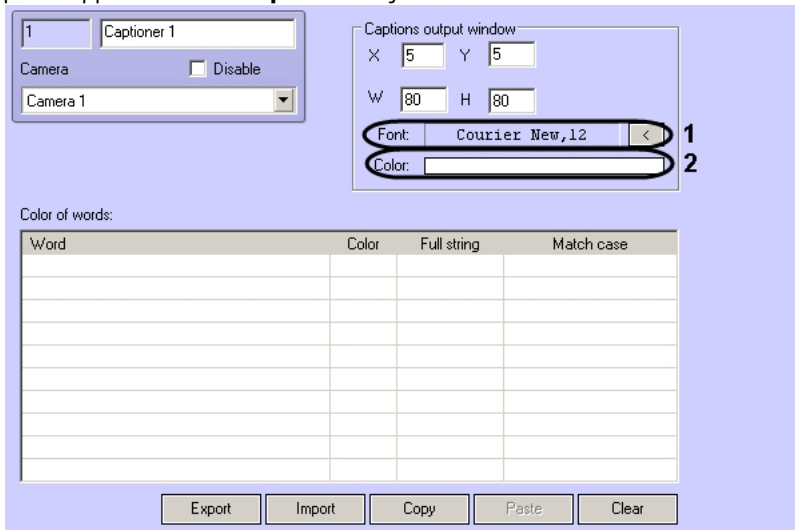 1 Captioner 1
Camera Disable
Camera 1
Captions output window
X 5 Y 5
W 80 H 80
Font: Courier New,12 < 1
Color: 2
Color of words:
Word Color Full string Match case
Export Import Copy Paste Clear